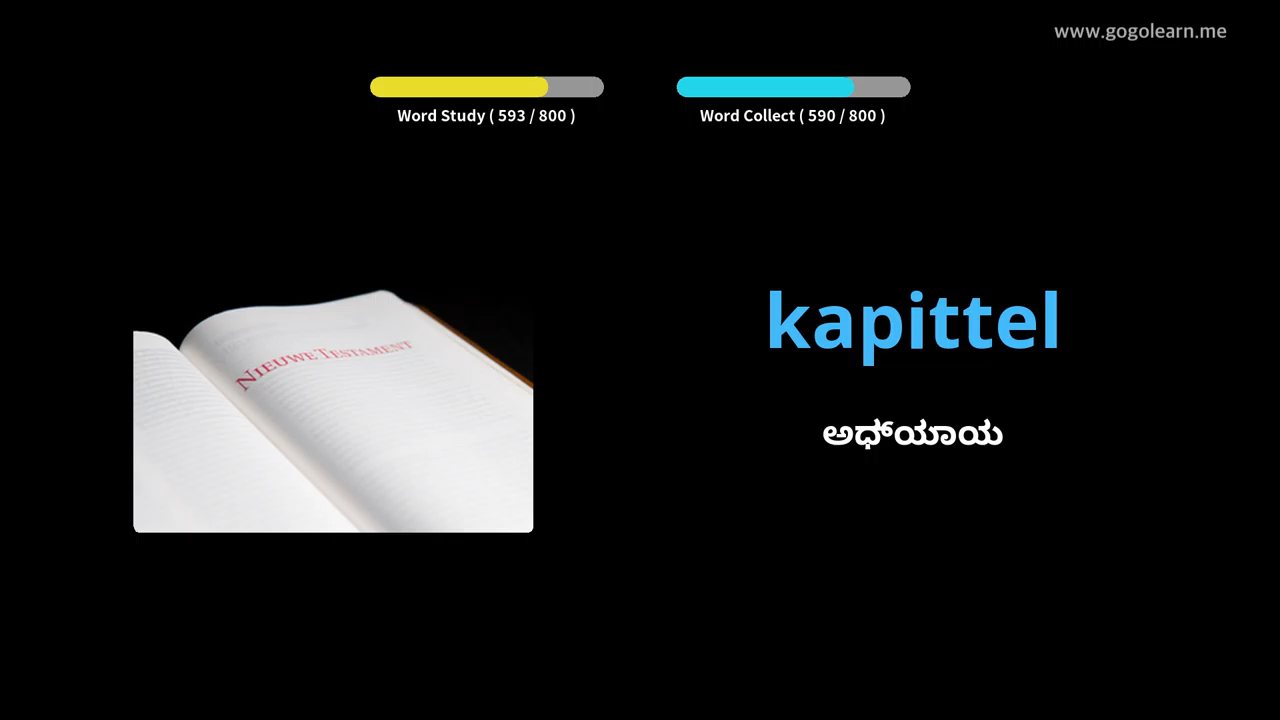 www.gogolearn.me
Word Study ( 593 / 800 )
Word Collect ( 590 / 800 )
NIEUWE TESTAMENT
kapittel
ಅಧ್ಯಾಯ